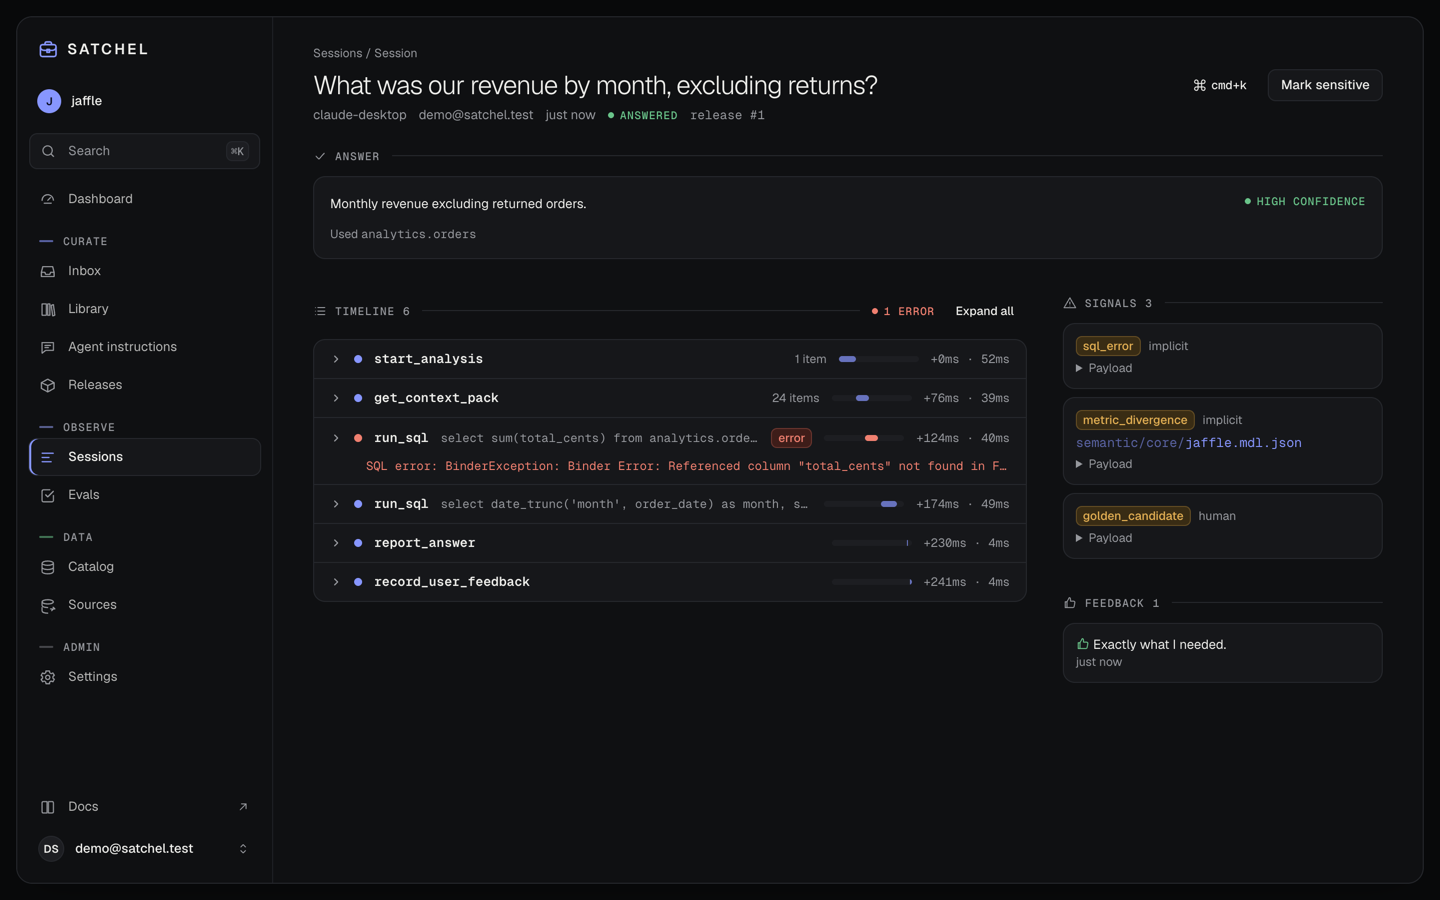 SATCHEL
J jaffle
Search ⌘K
Dashboard
CURATE
Inbox
Library
Agent instructions
Releases
OBSERVE
Sessions
Evals
DATA
Catalog
Sources
ADMIN
Settings
Docs
DS demo@satchel.test
Sessions / Session
What was our revenue by month, excluding returns?
⌘ cmd+k
Mark sensitive
claude-desktop demo@satchel.test just now ANSWERED release #1
ANSWER
Monthly revenue excluding returned orders.
HIGH CONFIDENCE
Used analytics.orders
TIMELINE 6
1 ERROR
Expand all
start_analysis 1 item +0ms · 52ms
get_context_pack 24 items +76ms · 39ms
run_sql select sum(total_cents) from analytics.orde… error +124ms · 40ms
SQL error: BinderException: Binder Error: Referenced column "total_cents" not found in F…
run_sql select date_trunc('month', order_date) as month, s… +174ms · 49ms
report_answer +230ms · 4ms
record_user_feedback +241ms · 4ms
SIGNALS 3
sql_error implicit
Payload
metric_divergence implicit
semantic/core/jaffle.mdl.json
Payload
golden_candidate human
Payload
FEEDBACK 1
Exactly what I needed.
just now